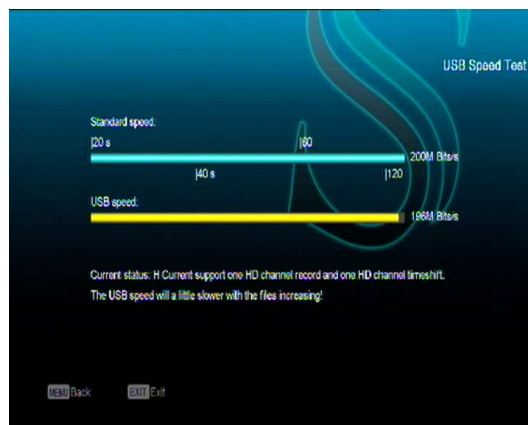 USB Speed Test
Standard speed:
|20 s |60
200M Bits/s
|40 s |120
USB speed:
196M Bits/s
Current status: H Current support one HD channel record and one HD channel timeshift.
The USB speed will a little slower with the files increasing!
MENU Back EXIT Exit